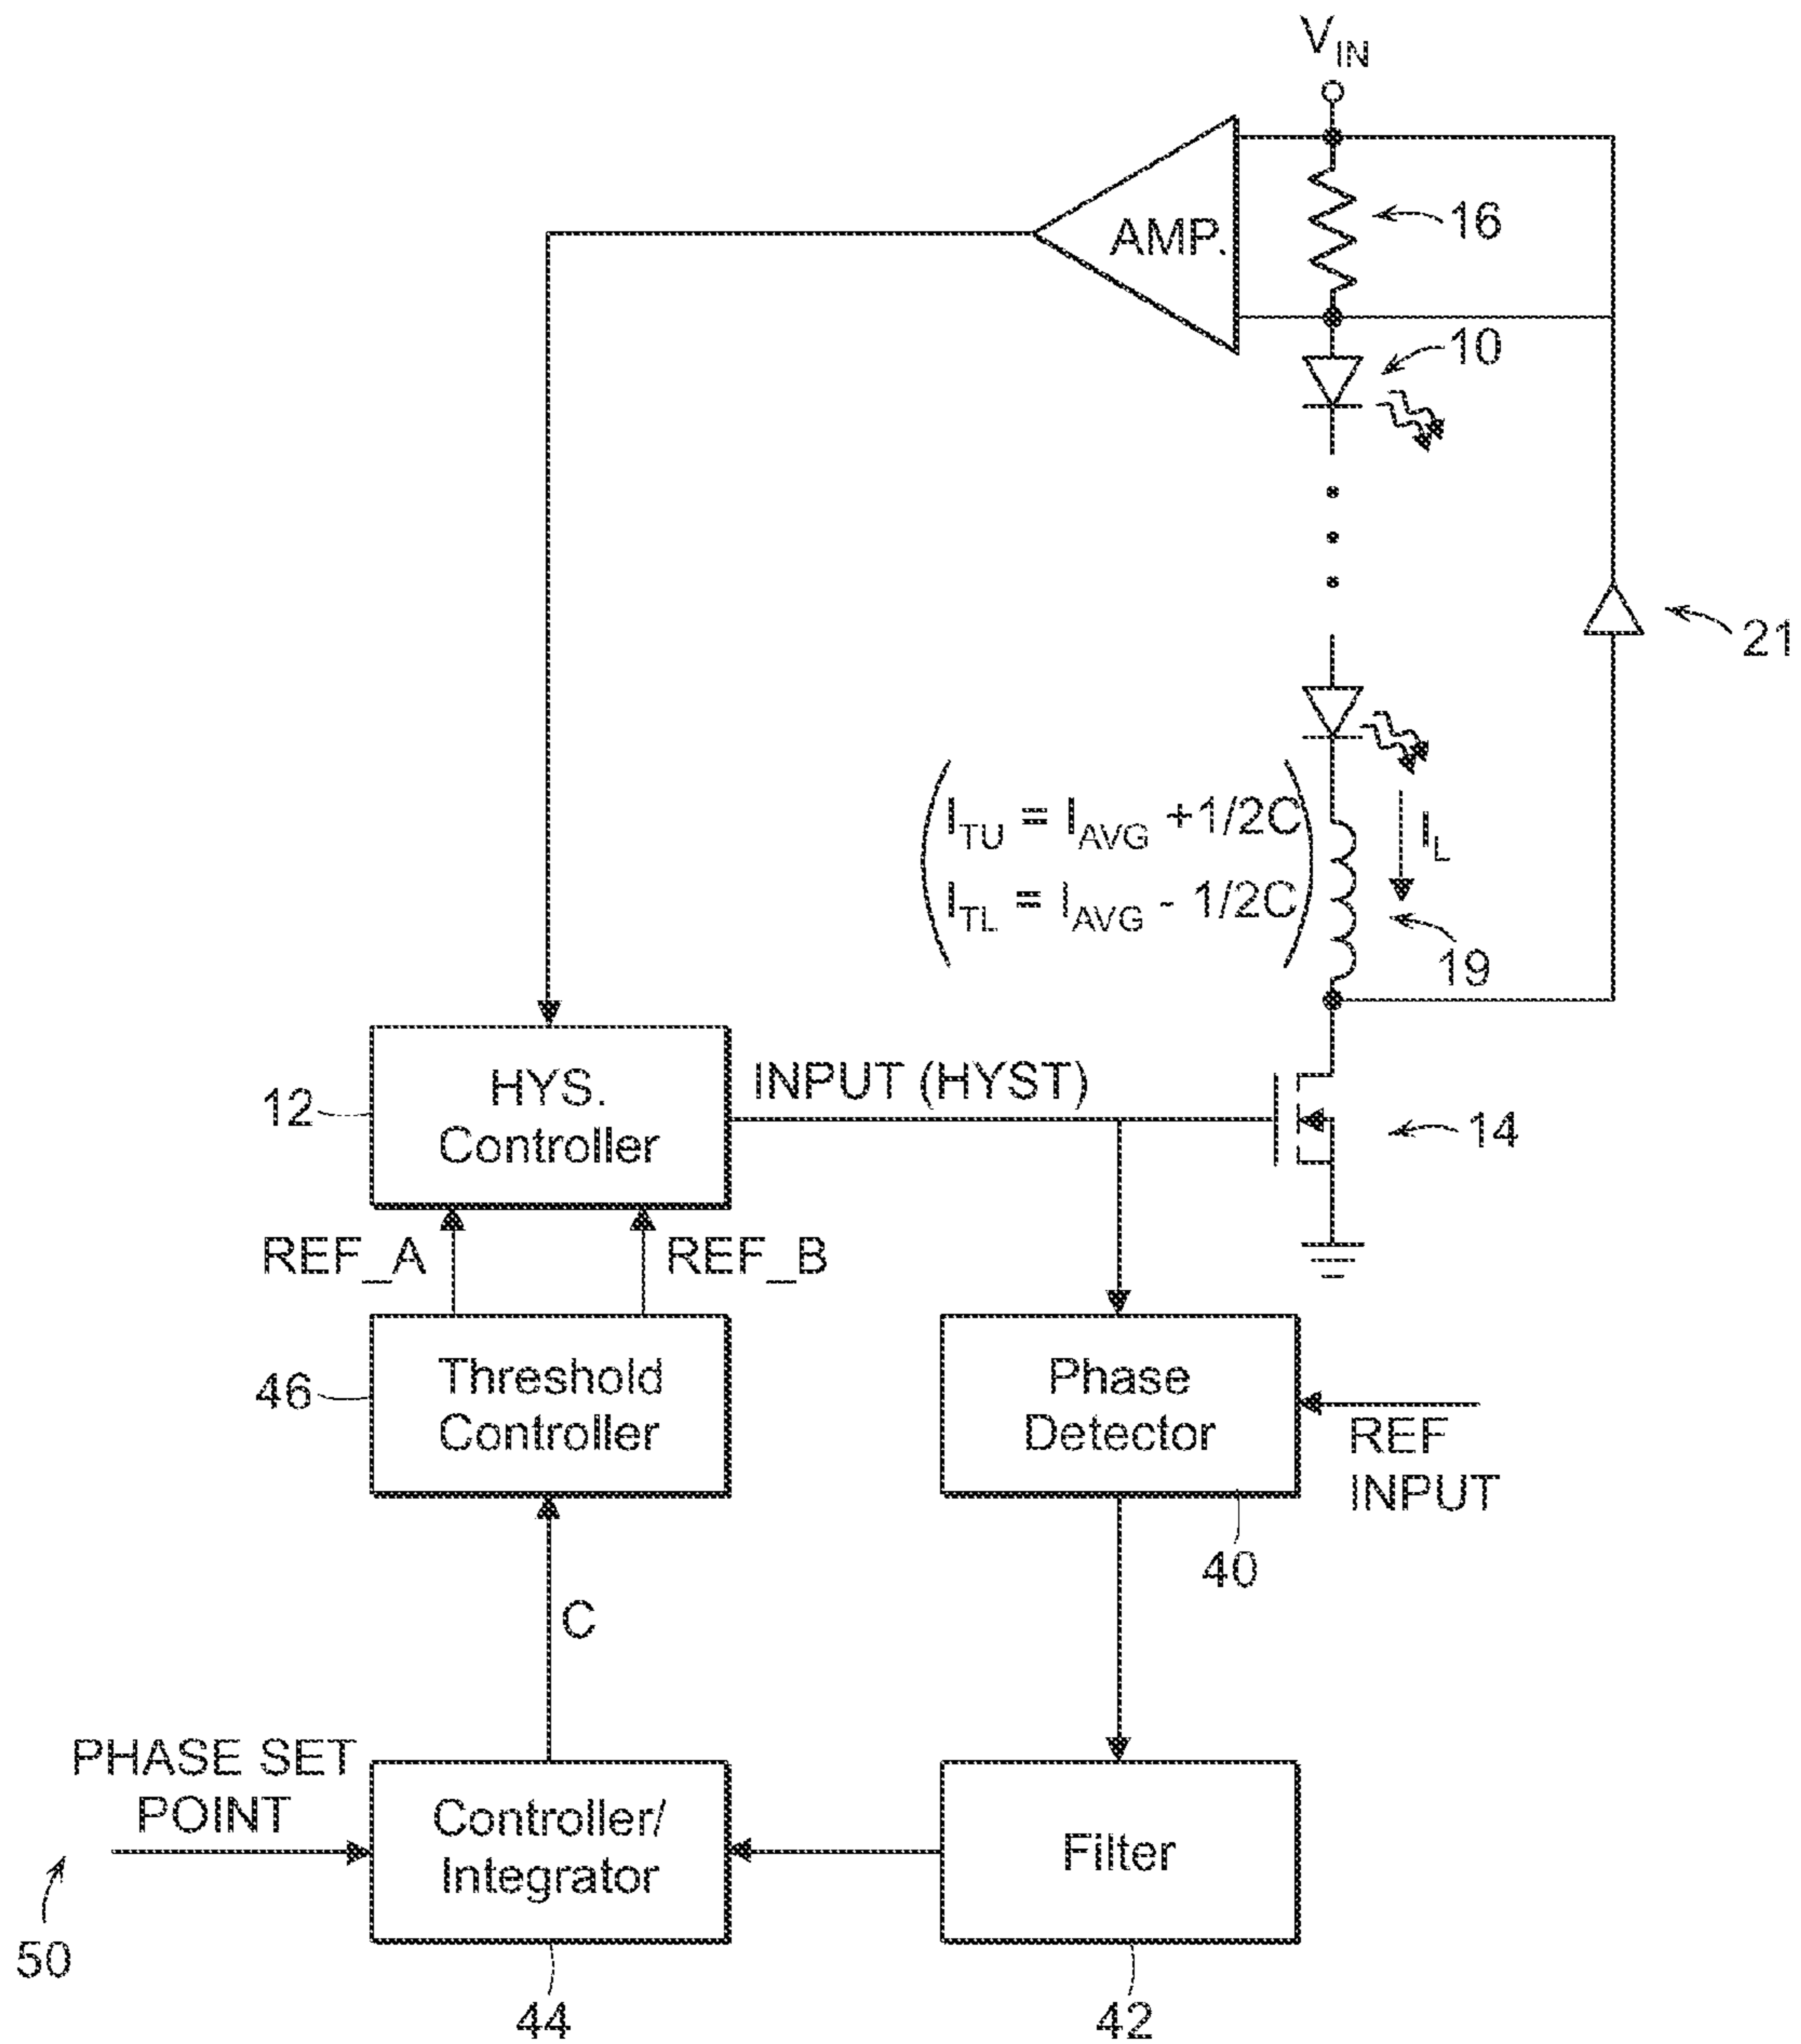 V_IN
AMP.
16
10
21
I_TU = I_AVG +1/2C
I_TL = I_AVG - 1/2C
I_L
19
HYS.
Controller
12
INPUT (HYST)
14
REF_A
REF_B
Threshold
Controller
46
Phase
Detector
REF
INPUT
40
C
PHASE SET
POINT
Controller/
Integrator
Filter
50
44
42